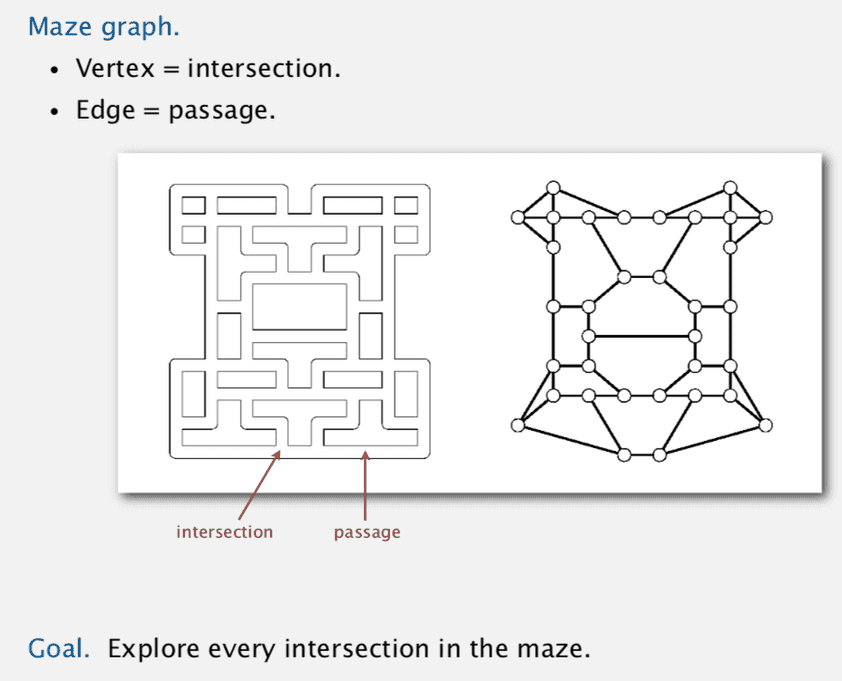 Maze graph.
• Vertex = intersection.
• Edge = passage.
intersection
passage
Goal. Explore every intersection in the maze.